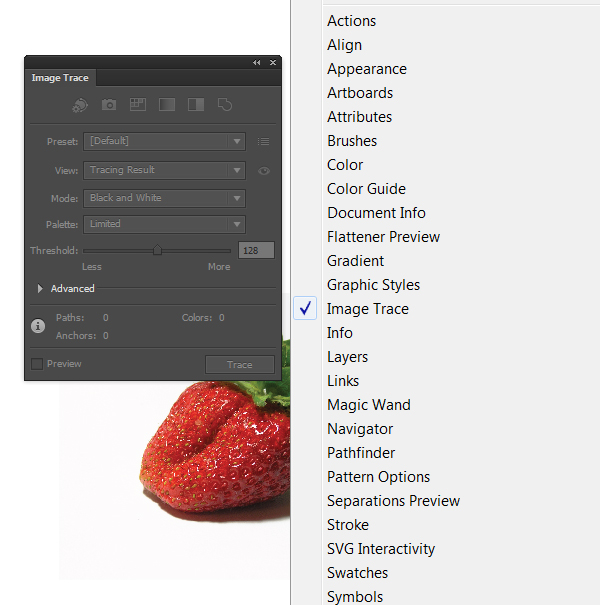 Image Trace
Preset: [Default]
View: Tracing Result
Mode: Black and White
Palette: Limited
Threshold: 128
Less More
Advanced
Paths: 0 Colors: 0
Anchors: 0
Preview Trace
Actions
Align
Appearance
Artboards
Attributes
Brushes
Color
Color Guide
Document Info
Flattener Preview
Gradient
Graphic Styles
Image Trace
Info
Layers
Links
Magic Wand
Navigator
Pathfinder
Pattern Options
Separations Preview
Stroke
SVG Interactivity
Swatches
Symbols